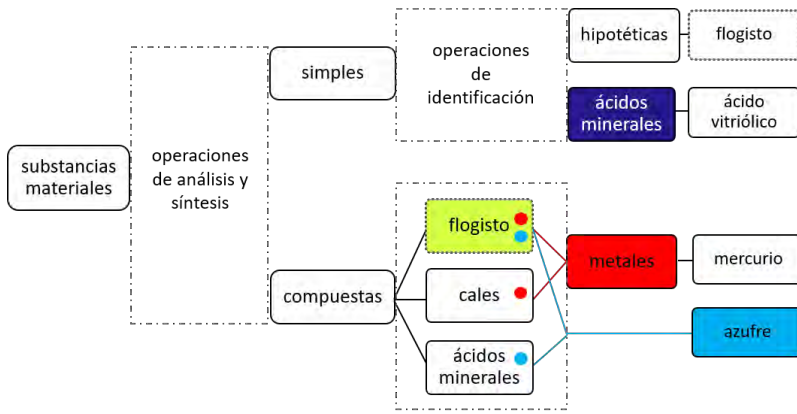 substancias
materiales
operaciones
de análisis y
síntesis
simples
operaciones
de
identificación
hipotéticas
flogisto
ácidos
minerales
ácido
vitriólico
compuestas
flogisto
cales
ácidos
minerales
metales
mercurio
azufre